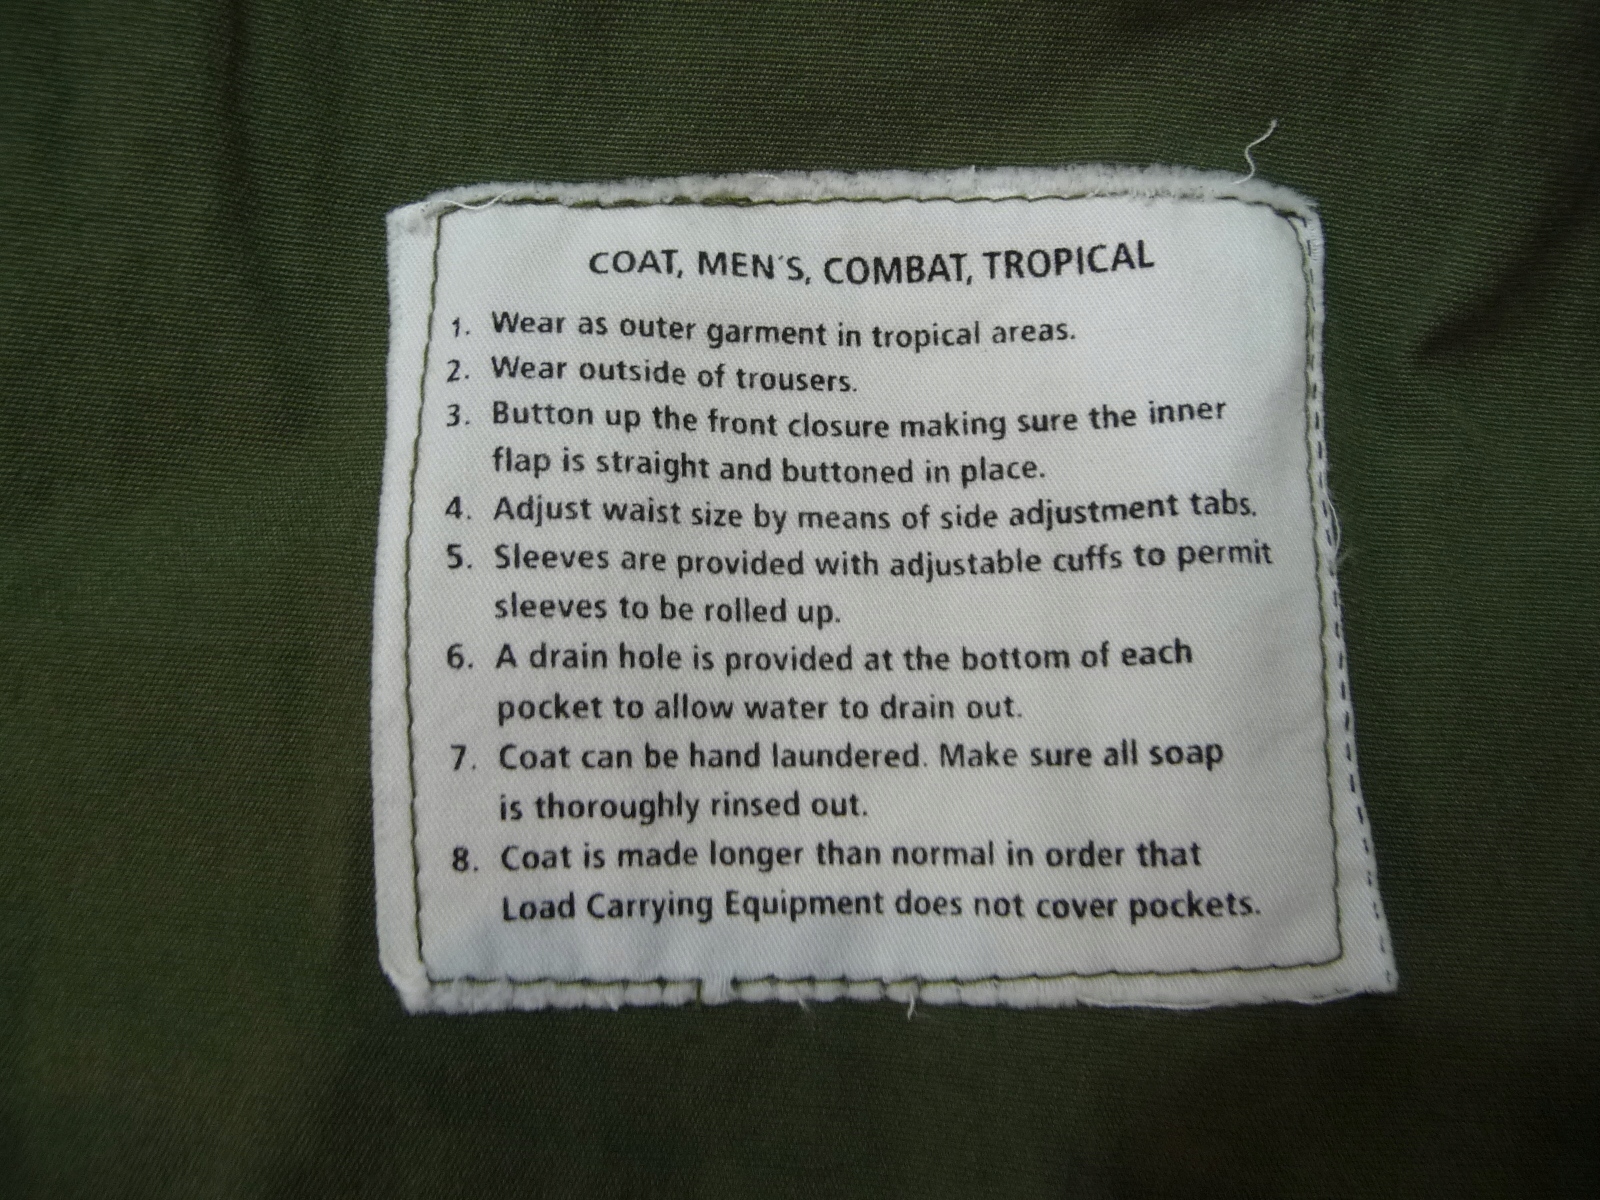 COAT, MEN'S, COMBAT, TROPICAL
1. Wear as outer garment in tropical areas.
2. Wear outside of trousers.
3. Button up the front closure making sure the inner
flap is straight and buttoned in place.
4. Adjust waist size by means of side adjustment tabs.
5. Sleeves are provided with adjustable cuffs to permit
sleeves to be rolled up.
6. A drain hole is provided at the bottom of each
pocket to allow water to drain out.
7. Coat can be hand laundered. Make sure all soap
is thoroughly rinsed out.
8. Coat is made longer than normal in order that
Load Carrying Equipment does not cover pockets.